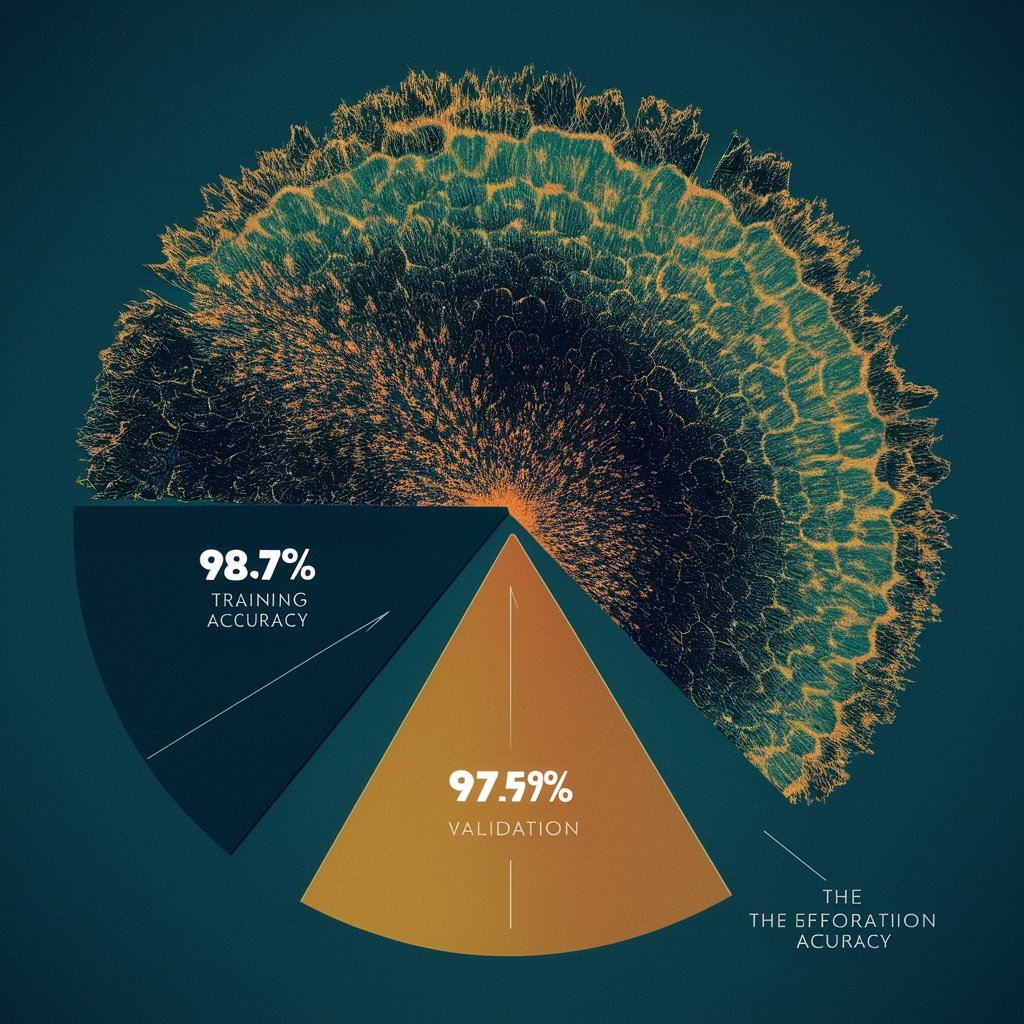 98.7%
TRAINING
ACCURACY
97.59%
VALIDATION
THE
THE EFFORATIION
ACURACY